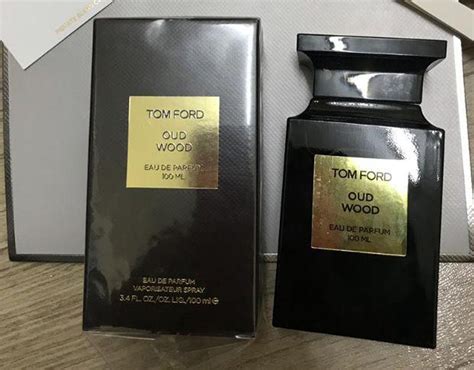 TOM FORD
OUD
WOOD
EAU DE PARFUM
100 ML
EAU DE PARFUM
VAPORISATEUR SPRAY
3.4 FL. OZ./OZ. LIQ./100 ml e
TOM FORD
OUD
WOOD
EAU DE PARFUM
100 ML